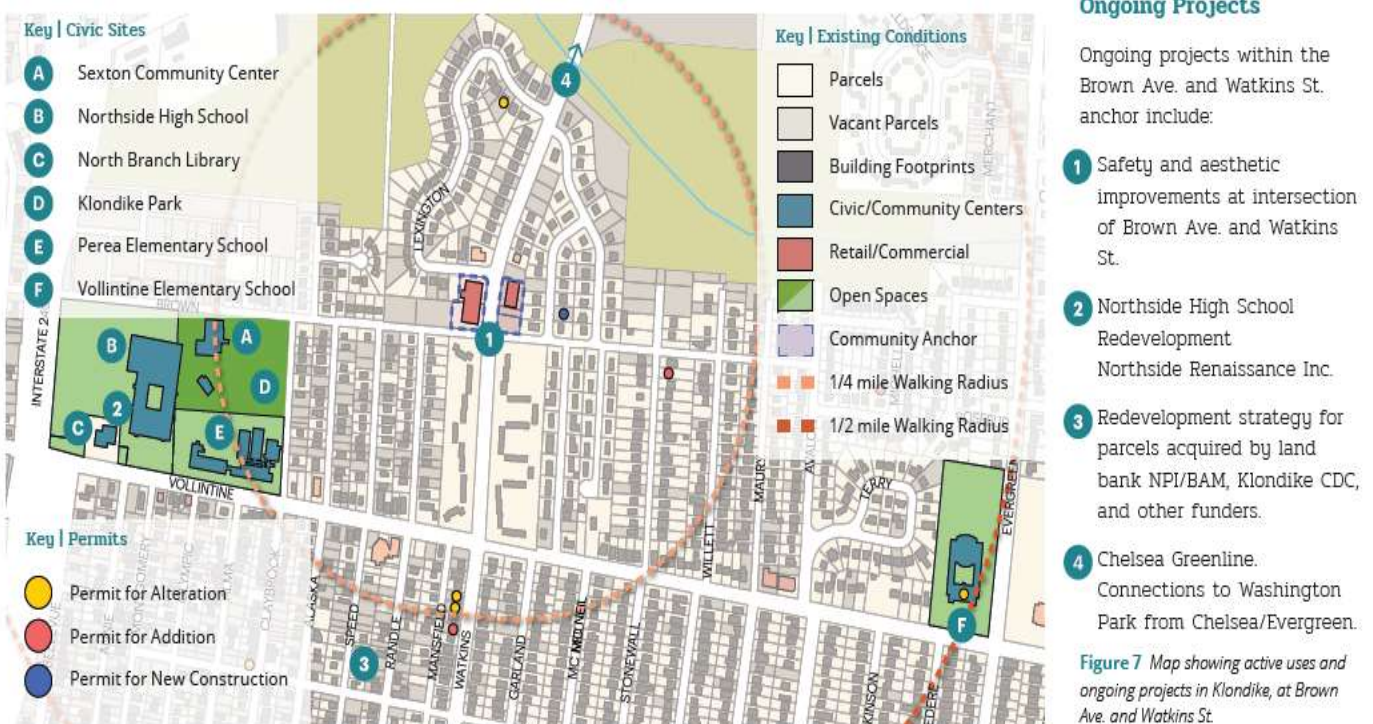 Key | Civic Sites
A Sexton Community Center
B Northside High School
C North Branch Library
D Klondike Park
E Perea Elementary School
F Vollintine Elementary School
Key | Existing Conditions
Parcels
Vacant Parcels
Building Footprints
Civic/Community Centers
Retail/Commercial
Open Spaces
Community Anchor
1/4 mile Walking Radius
1/2 mile Walking Radius
Key | Permits
Permit for Alteration
Permit for Addition
Permit for New Construction
4
LEXINGTON
MERCHANT
BROWN
INTERSTATE 24
1
A
B
D
2
C
E
VOLLINTINE
CLAYBROOK
SPEED
RANDLE
MANSFIELD
WATKINS
GARLAND
STONEWALL
WILLETT
MAURY
TERRY
EVERGREEN
F
3
Ongoing Projects
Ongoing projects within the
Brown Ave. and Watkins St.
anchor include:
1 Safety and aesthetic
improvements at intersection
of Brown Ave. and Watkins
St.
2 Northside High School
Redevelopment
Northside Renaissance Inc.
3 Redevelopment strategy for
parcels acquired by land
bank NPI/BAM, Klondike CDC,
and other funders.
4 Chelsea Greenline.
Connections to Washington
Park from Chelsea/Evergreen.
Figure 7 Map showing active uses and
ongoing projects in Klondike, at Brown
Ave. and Watkins St.